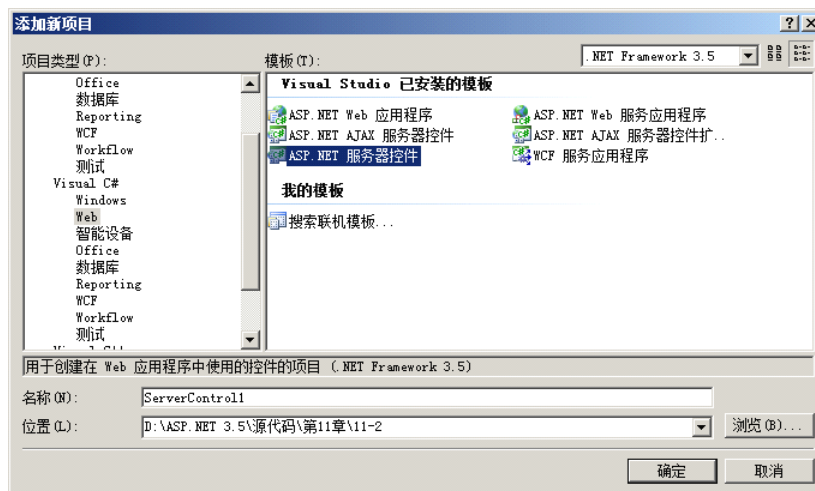 添加新项目
项目类型(P):
模板(T):
.NET Framework 3.5
Office
数据库
Reporting
WCF
Workflow
测试
Visual C#
Windows
Web
智能设备
Office
数据库
Reporting
WCF
Workflow
测试
Visual Studio 已安装的模板
ASP.NET Web 应用程序
ASP.NET Web 服务应用程序
ASP.NET AJAX 服务器控件
ASP.NET AJAX 服务器控件扩..
ASP.NET 服务器控件
WCF 服务应用程序
我的模板
搜索联机模板...
用于创建在 Web 应用程序中使用的控件的项目 (.NET Framework 3.5)
名称(N):
ServerControl1
位置(L):
D:\ASP.NET 3.5\源代码\第11章\11-2
浏览(B)...
确定
取消